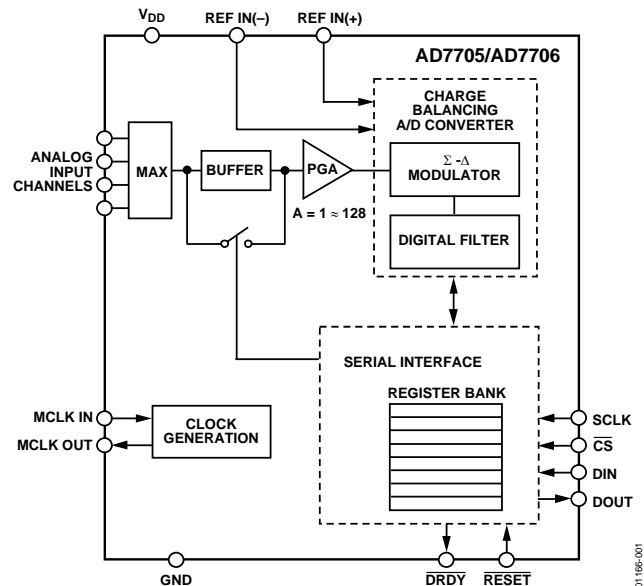 V DD
REF IN(–)
REF IN(+)
AD7705/AD7706
CHARGE
BALANCING
A/D CONVERTER
ANALOG
INPUT
CHANNELS
MAX
BUFFER
PGA
A = 1 ≈ 128
Σ -Δ
MODULATOR
DIGITAL FILTER
SERIAL INTERFACE
REGISTER BANK
MCLK IN
MCLK OUT
CLOCK
GENERATION
SCLK
CS
DIN
DOUT
GND
DRDY
RESET
01166-001